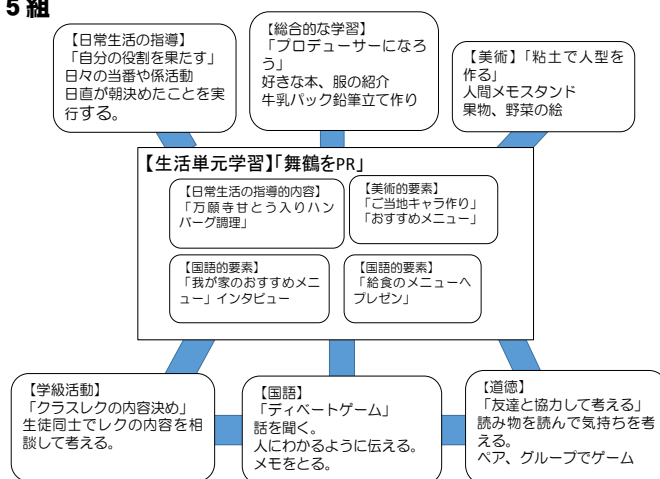 5組
【日常生活の指導】
「自分の役割を果たす」
日々の当番や係活動
日直が朝決めたことを実
行する。
【総合的な学習】
「プロデューサーになろ
う」
好きな本、服の紹介
牛乳パック鉛筆立て作り
【美術】「粘土で人型を
作る」
人間メモスタンド
果物、野菜の絵
【生活単元学習】「舞鶴をPR」
【日常生活の指導的内容】
「万願寺甘とう入りハン
バーグ調理」
【美術的要素】
「ご当地キャラ作り」
「おすすめメニュー」
【国語的要素】
「我が家のおすすめメニ
ュー」インタビュー
【国語的要素】
「給食のメニューへ
プレゼン」
【学級活動】
「クラスレクの内容決め」
生徒同士でレクの内容を相
談して考える。
【国語】
「ディベートゲーム」
話を聞く。
人にわかるように伝える。
メモをとる。
【道徳】
「友達と協力して考える」
読み物を読んで気持ちを考
える。
ペア、グループでゲーム